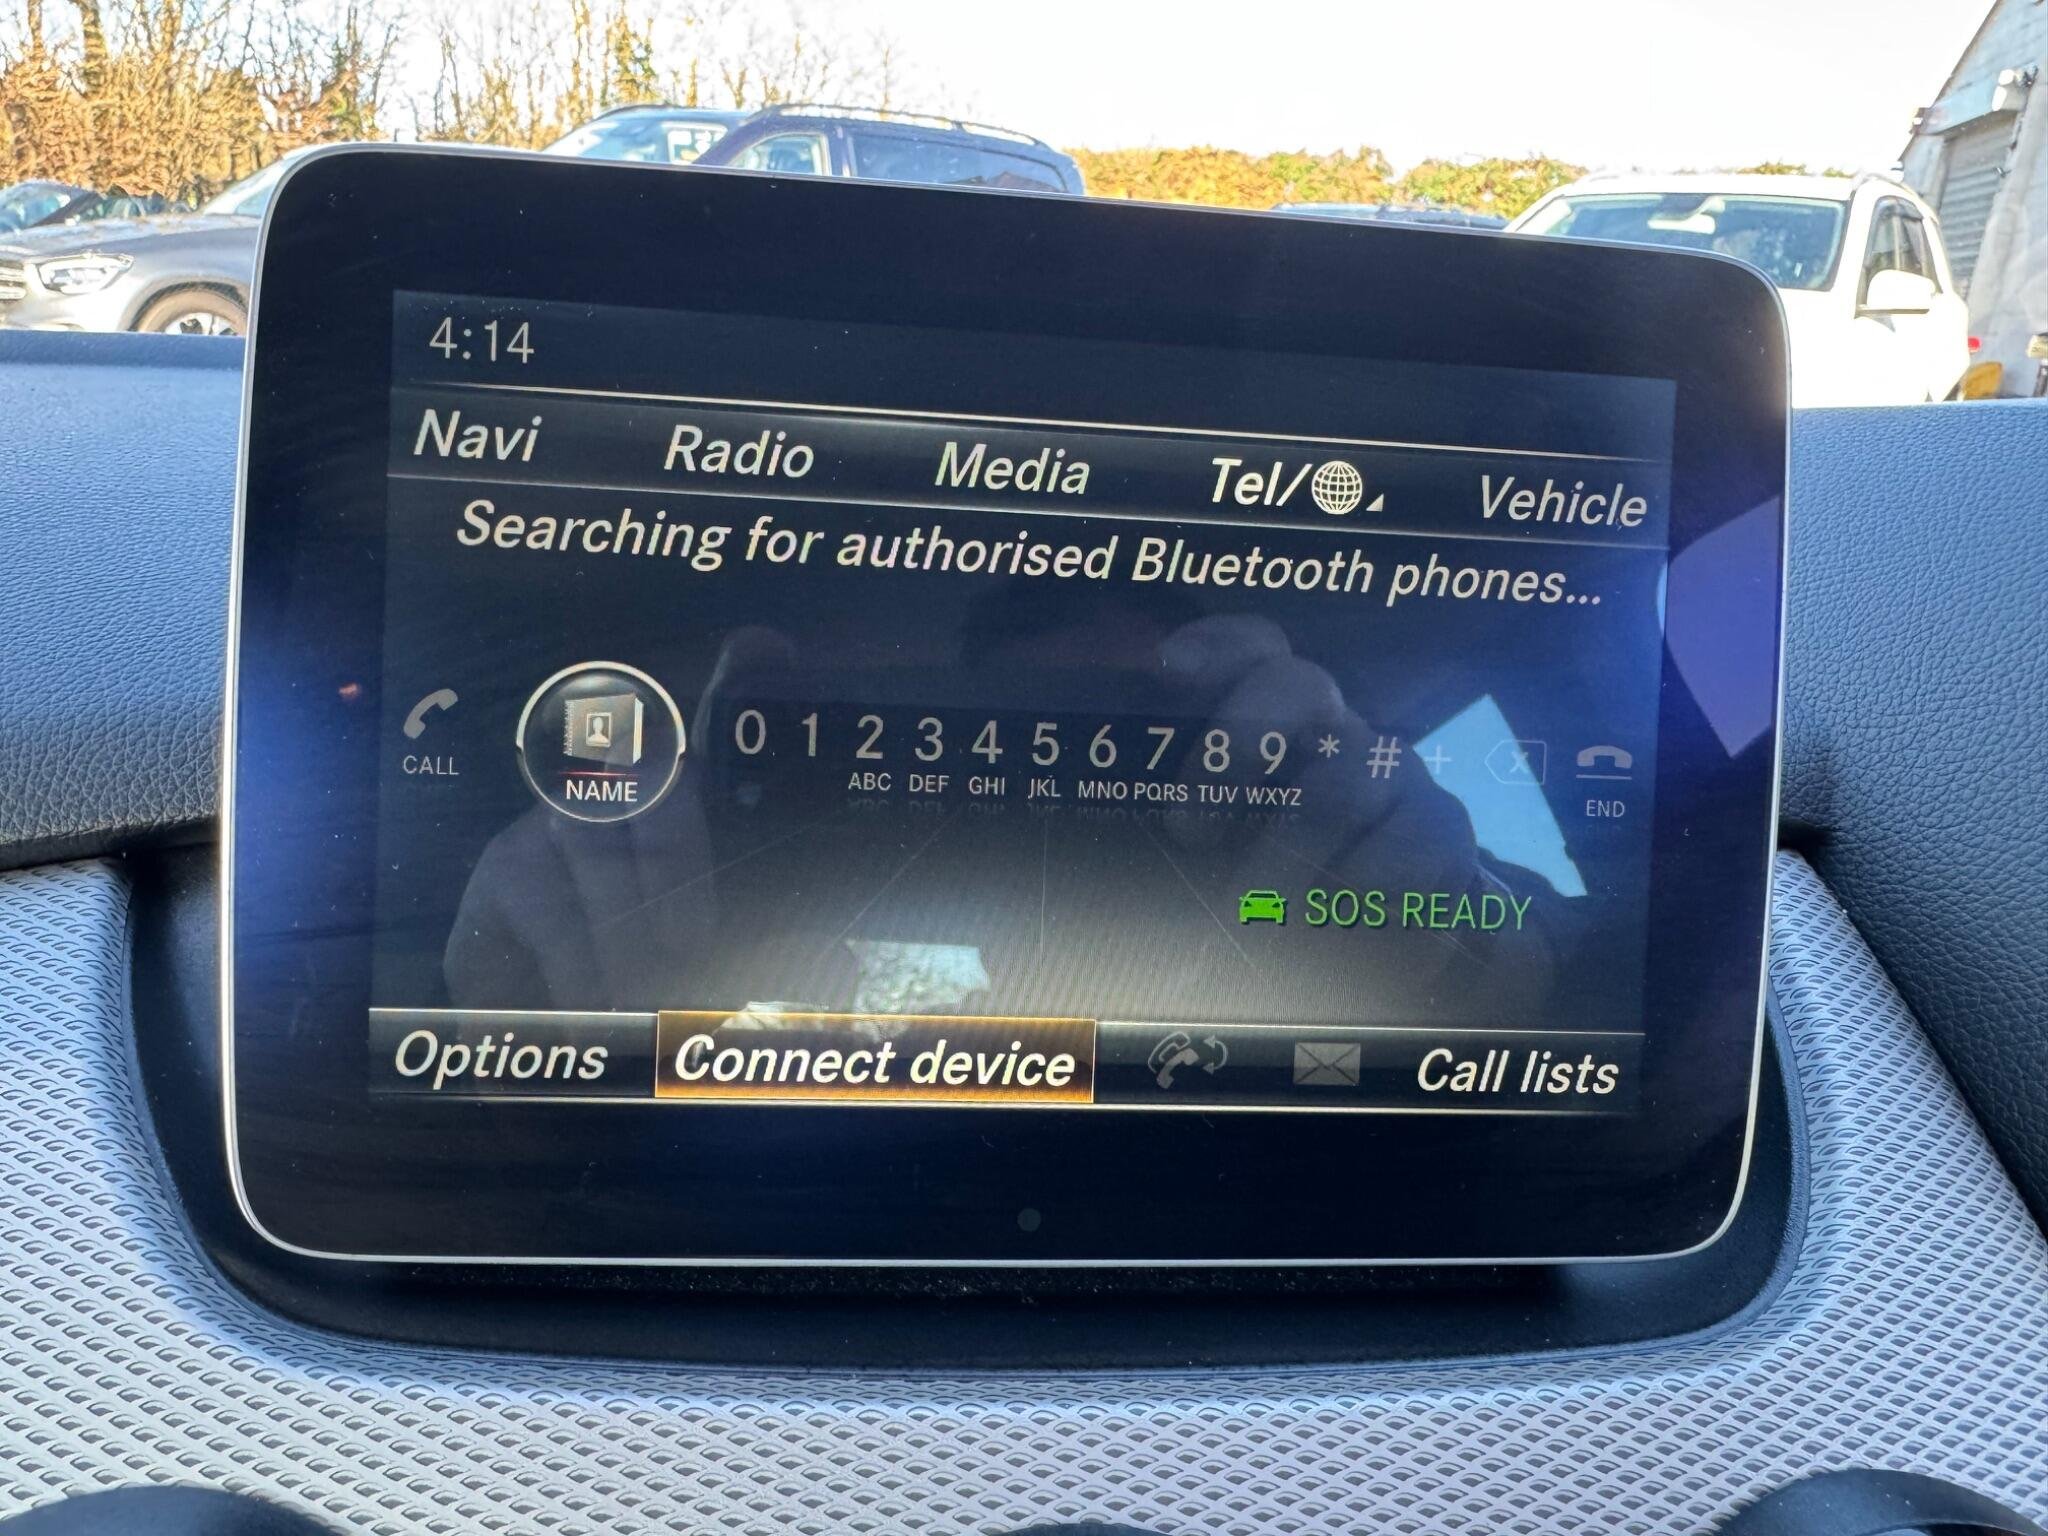 4:14
Navi Radio Media Tel/ Vehicle
Searching for authorised Bluetooth phones...
0 1 2 3 4 5 6 7 8 9 * # + x
ABC DEF GHI JKL MNO PQRS TUV WXYZ
CALL NAME END
SOS READY
Options Connect device Call lists